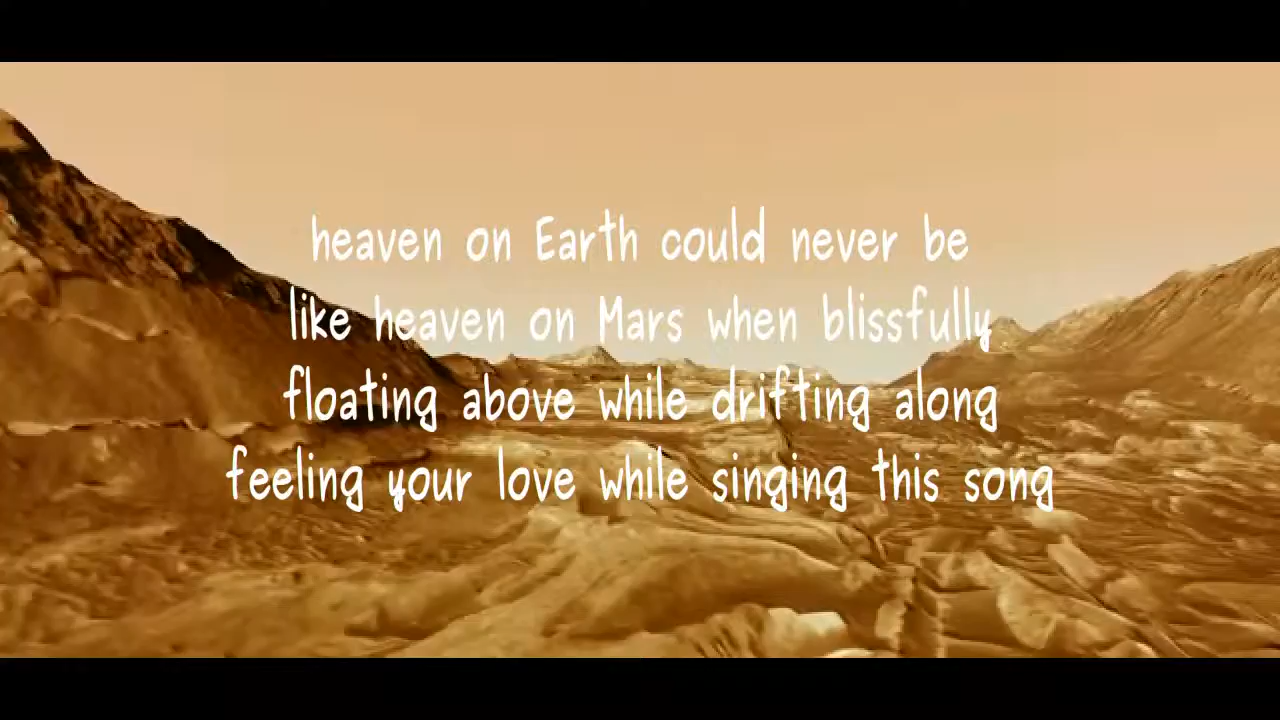 heaven on Earth could never be
like heaven on Mars when blissfully
floating above while drifting along
feeling your love while singing this song